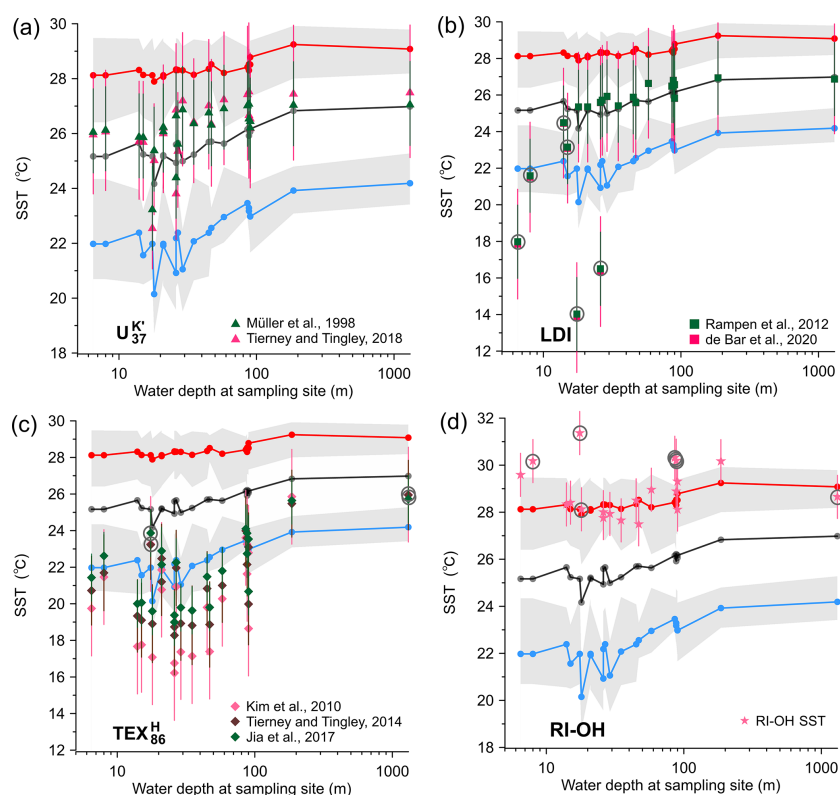 (a)
30
28
26
24
22
20
18
SST (℃)
U37K'
Müller et al., 1998
Tierney and Tingley, 2018
10
100
1000
Water depth at sampling site (m)
(b)
30
28
26
24
22
20
18
16
14
12
SST (℃)
LDI
Rampen et al., 2012
de Bar et al., 2020
10
100
1000
Water depth at sampling site (m)
(c)
30
28
26
24
22
20
18
16
14
12
SST (℃)
TEX86H
Kim et al., 2010
Tierney and Tingley, 2014
Jia et al., 2017
10
100
1000
Water depth at sampling site (m)
(d)
32
30
28
26
24
22
20
18
SST (℃)
RI-OH
RI-OH SST
10
100
1000
Water depth at sampling site (m)